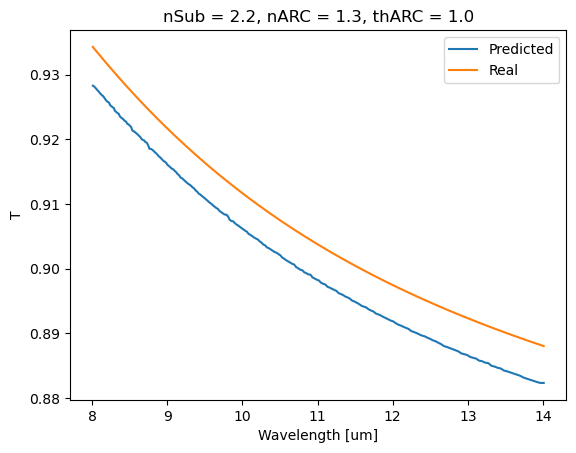 nSub = 2.2, nARC = 1.3, thARC = 1.0
Predicted
Real
T
0.93
0.92
0.91
0.90
0.89
0.88
8 9 10 11 12 13 14
Wavelength [um]